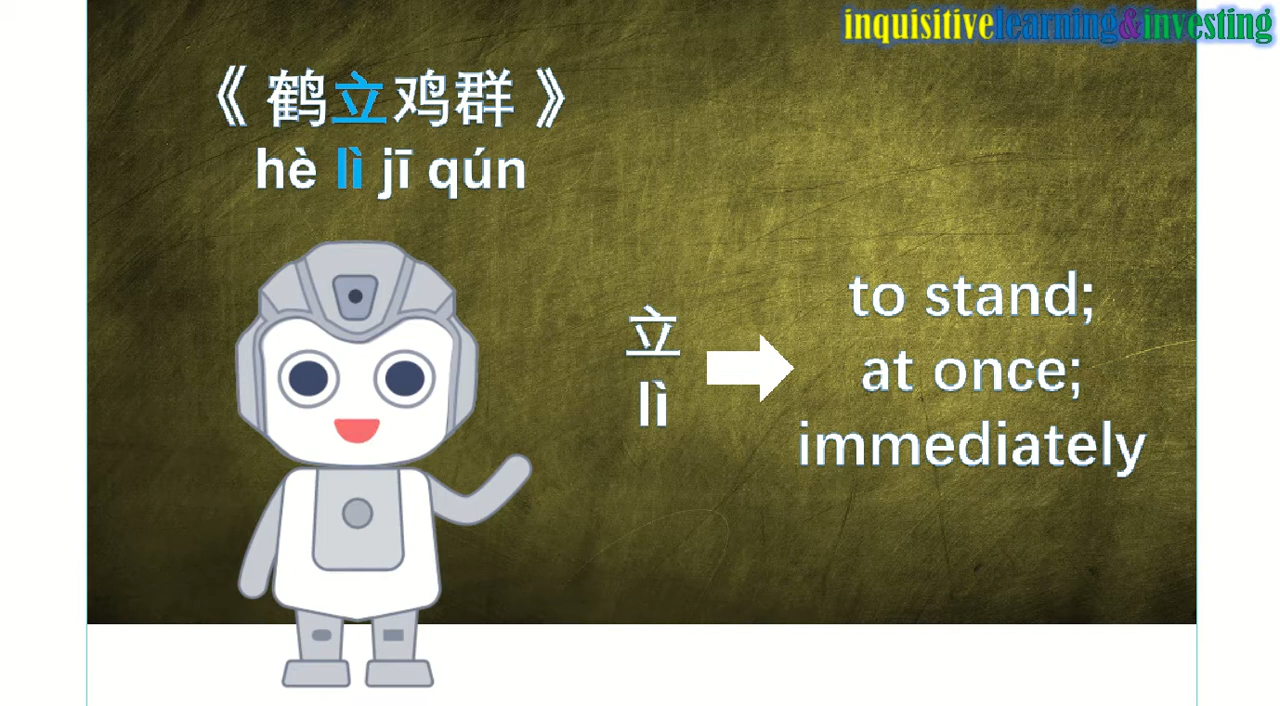 inquisitivelearning&investing
《鹤立鸡群》
hè lì jī qún
立
lì
to stand;
at once;
immediately